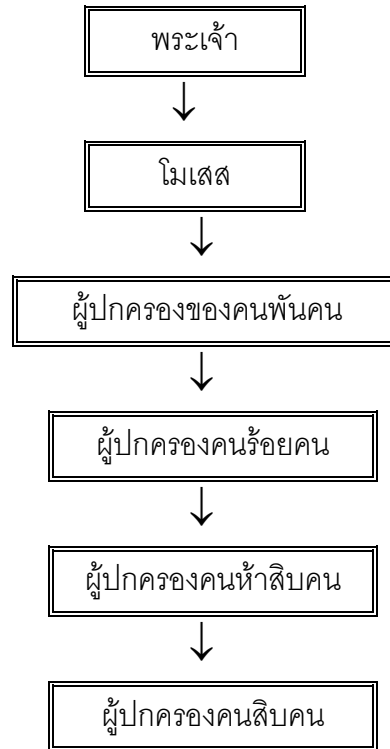 พระเจ้า
โมเสส
ผู้ปกครองของคนพันคน
ผู้ปกครองคนร้อยคน
ผู้ปกครองคนห้าสิบคน
ผู้ปกครองคนสิบคน